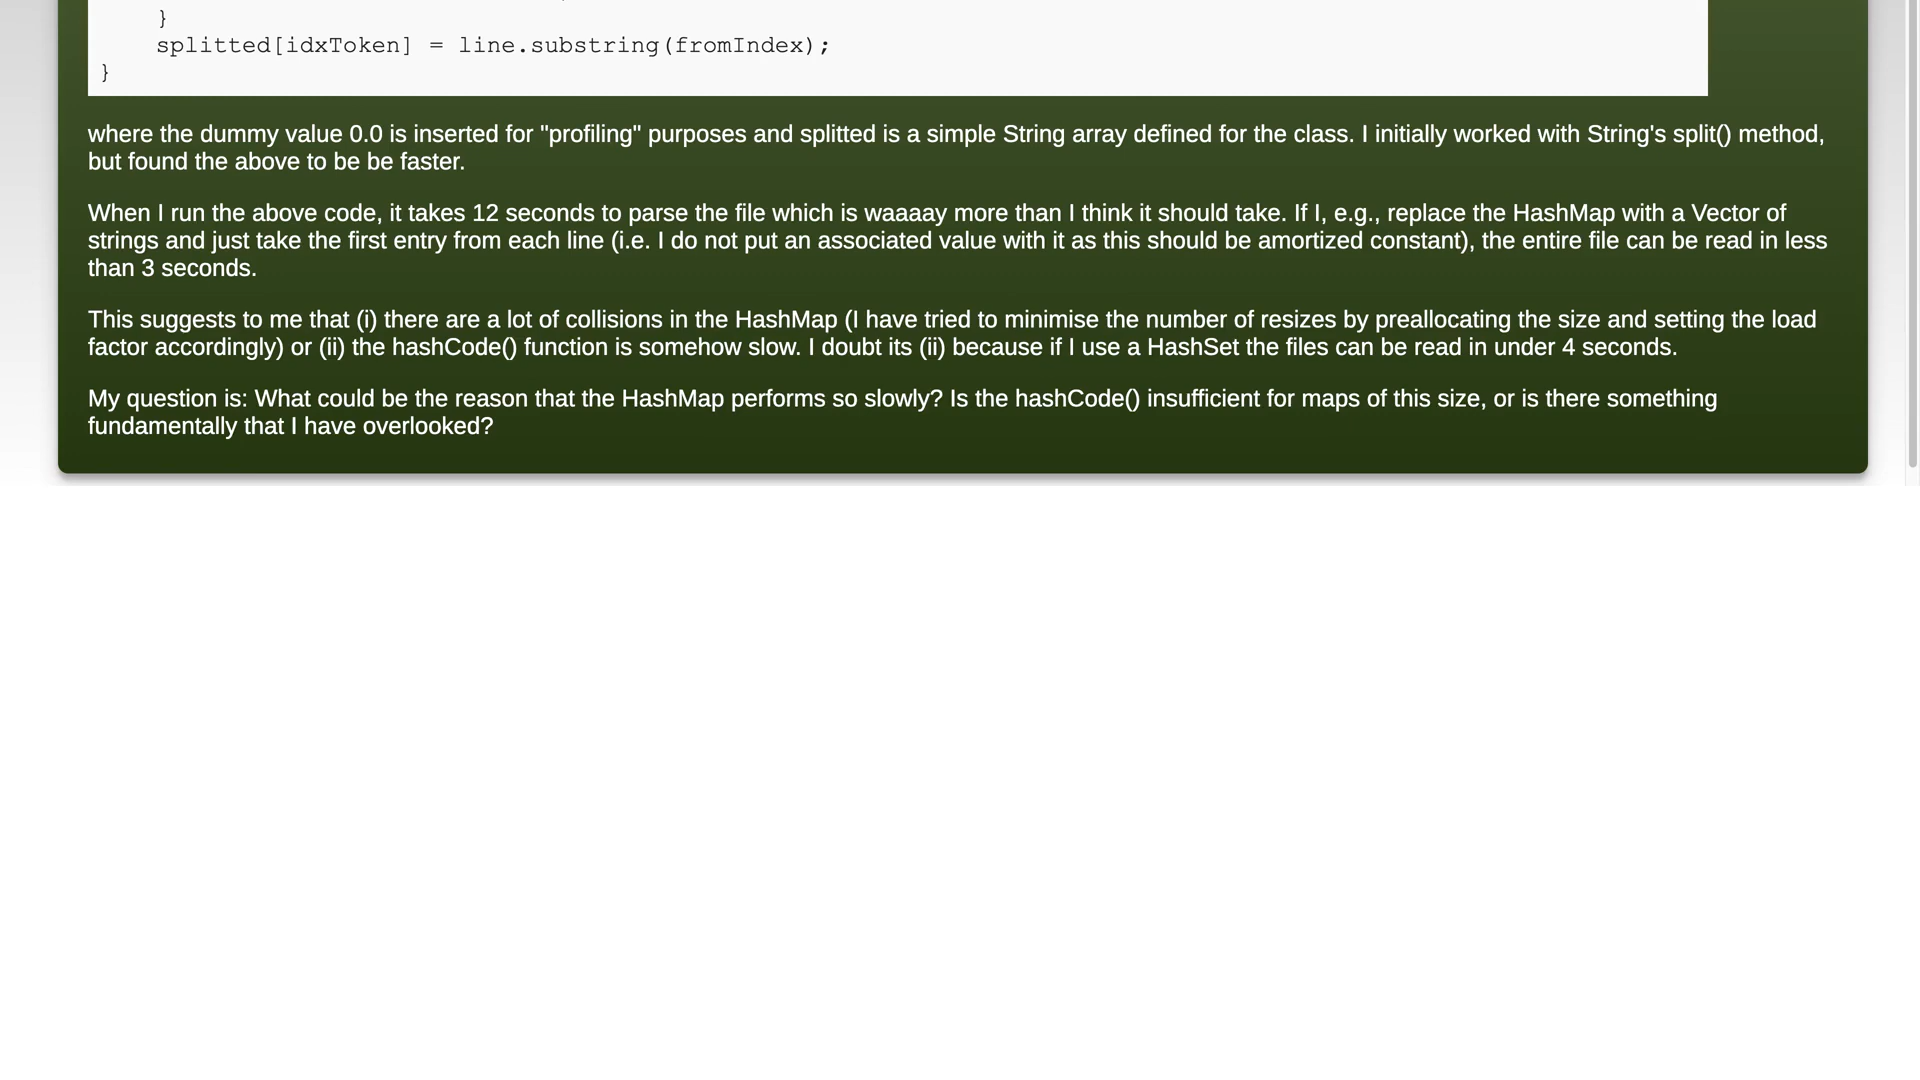 }
splitted[idxToken] = line.substring(fromIndex);
}
where the dummy value 0.0 is inserted for "profiling" purposes and splitted is a simple String array defined for the class. I initially worked with String's split() method,
but found the above to be be faster.
When I run the above code, it takes 12 seconds to parse the file which is waaaay more than I think it should take. If I, e.g., replace the HashMap with a Vector of
strings and just take the first entry from each line (i.e. I do not put an associated value with it as this should be amortized constant), the entire file can be read in less
than 3 seconds.
This suggests to me that (i) there are a lot of collisions in the HashMap (I have tried to minimise the number of resizes by preallocating the size and setting the load
factor accordingly) or (ii) the hashCode() function is somehow slow. I doubt its (ii) because if I use a HashSet the files can be read in under 4 seconds.
My question is: What could be the reason that the HashMap performs so slowly? Is the hashCode() insufficient for maps of this size, or is there something
fundamentally that I have overlooked?